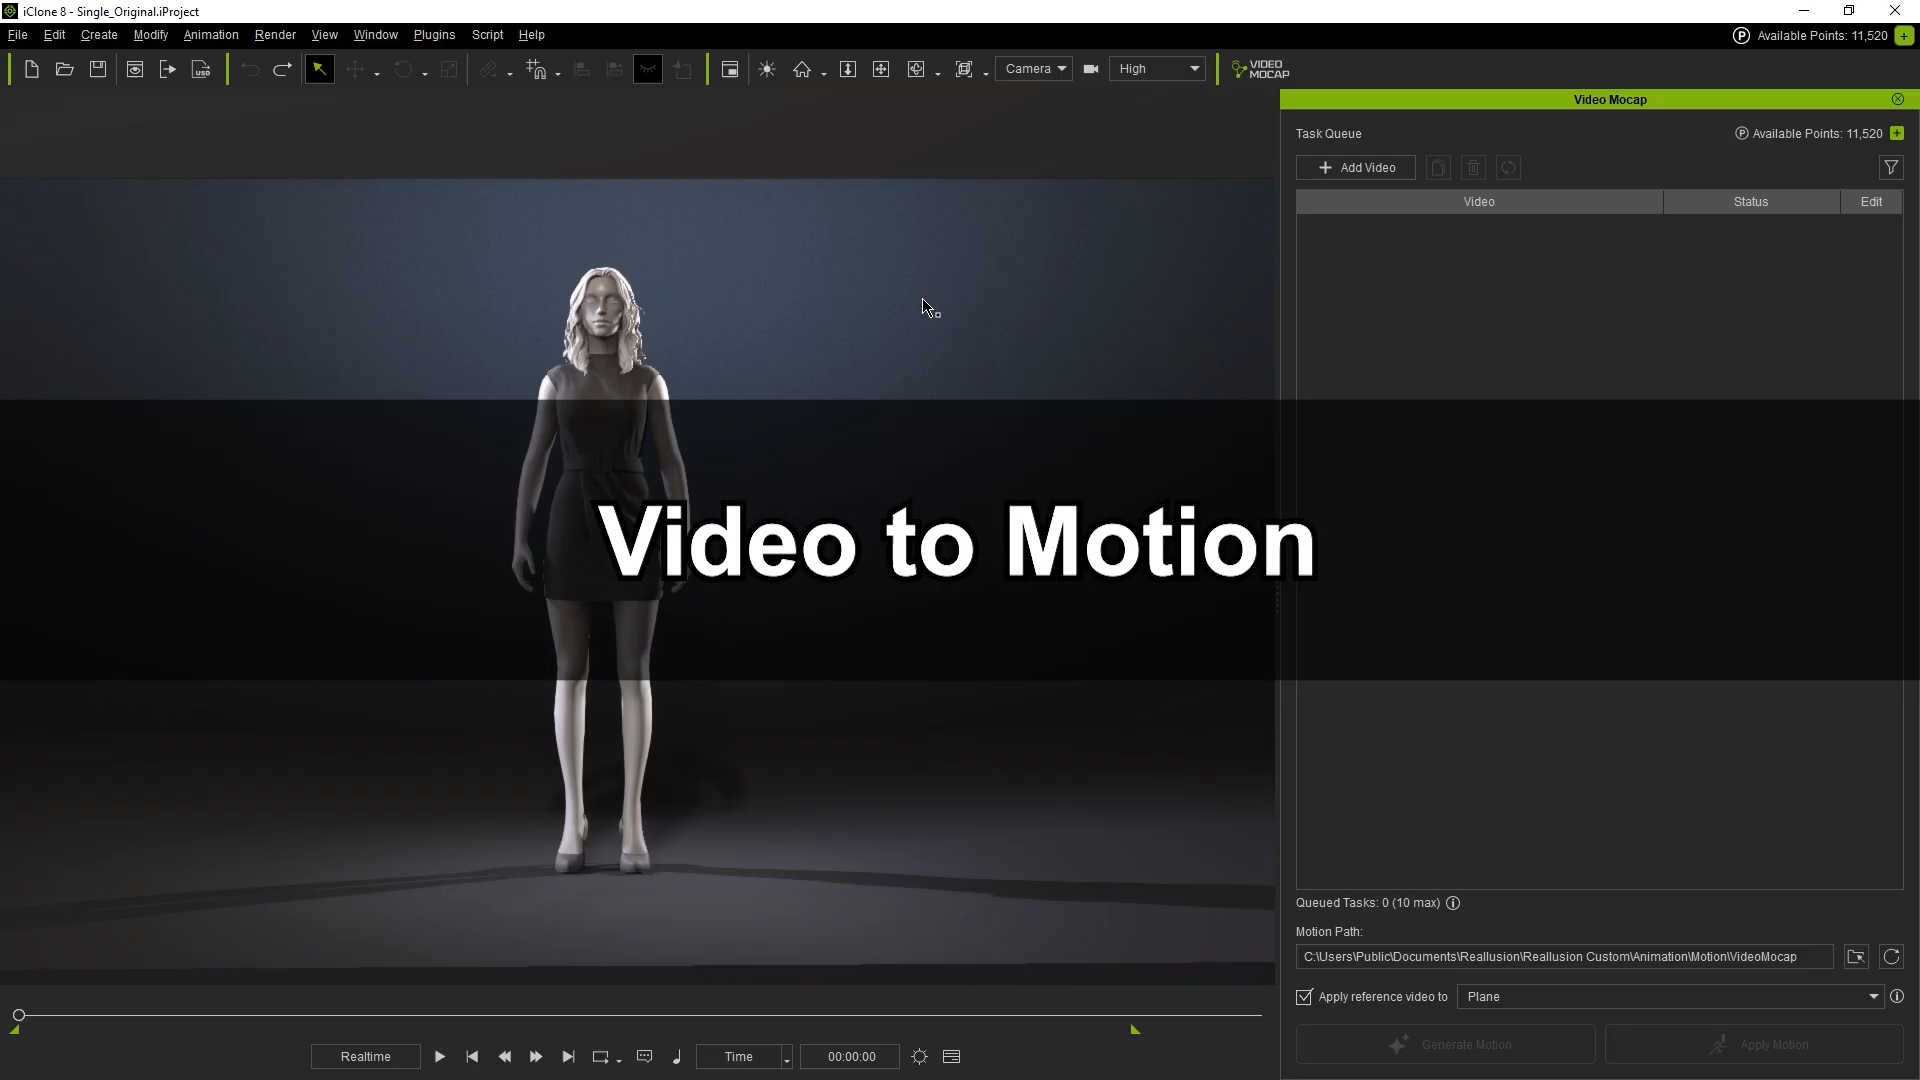 iClone 8 - Single_Original.iProject
File Edit Create Modify Animation Render View Window Plugins Script Help
P Available Points: 11,520 +
USD
Camera
High
VIDEO MOCAP
Video Mocap
Task Queue
P Available Points: 11,520 +
+ Add Video
Video Status Edit
Video to Motion
Queued Tasks: 0 (10 max)
Motion Path:
C:\Users\Public\Documents\Reallusion\Reallusion Custom\Animation\Motion\VideoMocap
Apply reference video to Plane
Generate Motion Apply Motion
Realtime Time 00:00:00